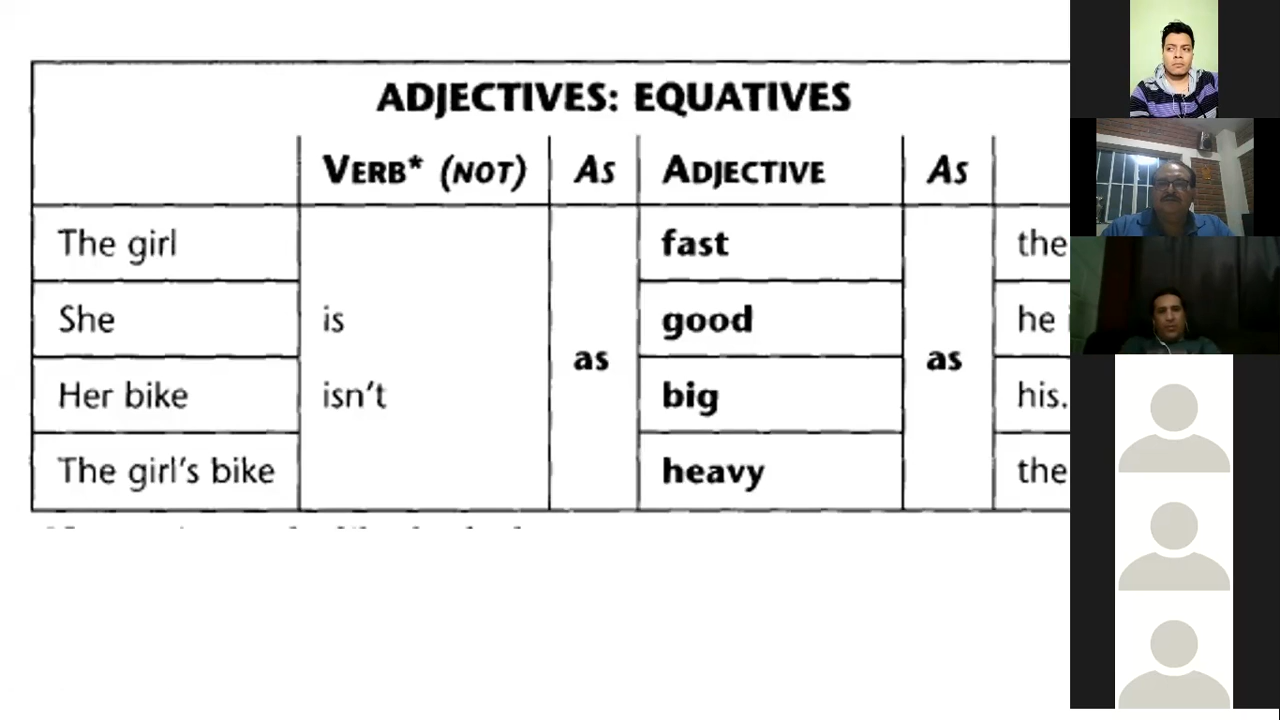 ADJECTIVES: EQUATIVES
VERB* (NOT) AS ADJECTIVE AS
The girl fast the
She is good he
as as
Her bike isn't big his.
The girl's bike heavy the